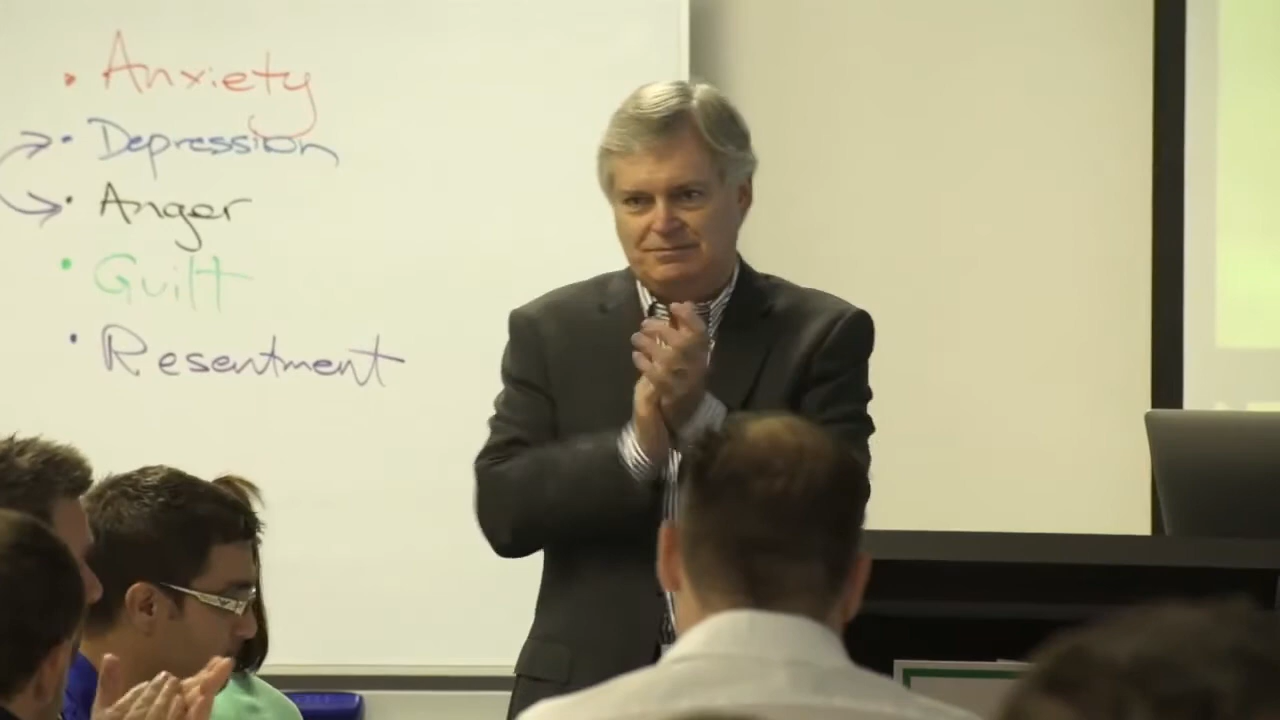 • Anxiety
• Depression
• Anger
• Guilt
• Resentment